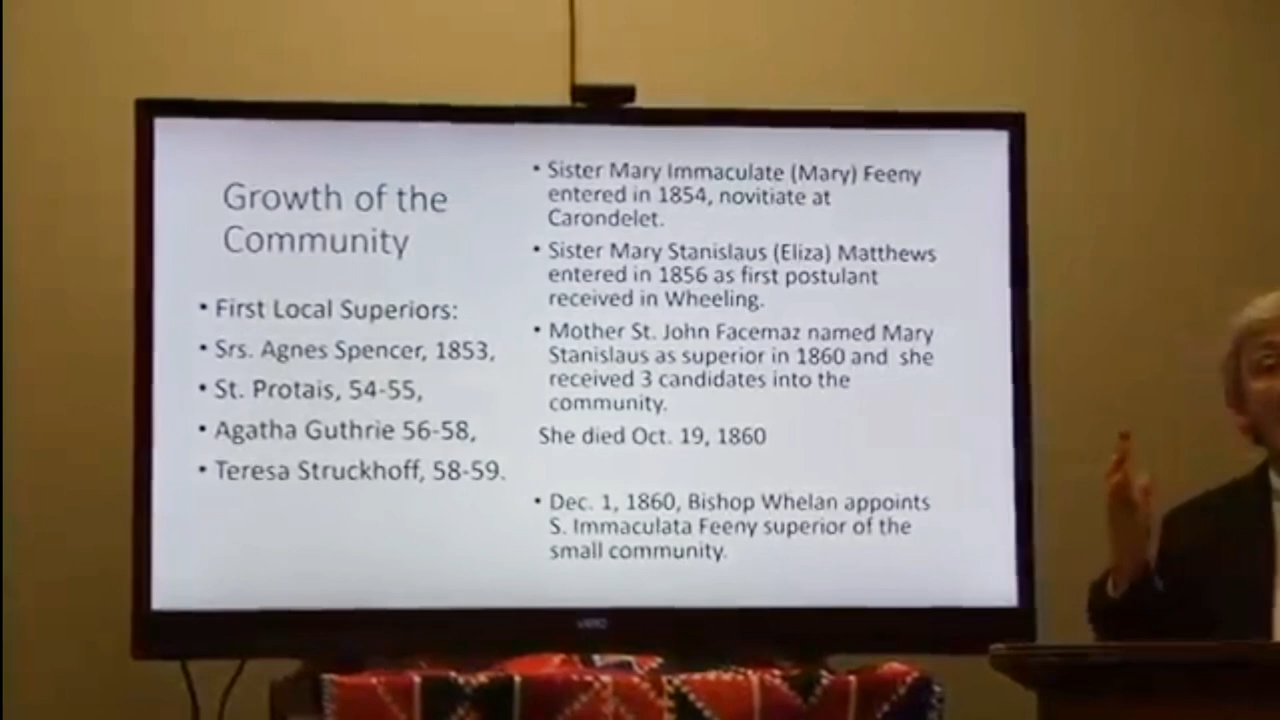 Growth of the
Community
• First Local Superiors:
• Srs. Agnes Spencer, 1853,
• St. Protais, 54-55,
• Agatha Guthrie 56-58,
• Teresa Struckhoff, 58-59.
• Sister Mary Immaculate (Mary) Feeny
entered in 1854, novitiate at
Carondelet.
• Sister Mary Stanislaus (Eliza) Matthews
entered in 1856 as first postulant
received in Wheeling.
• Mother St. John Facemaz named Mary
Stanislaus as superior in 1860 and she
received 3 candidates into the
community.
She died Oct. 19, 1860
• Dec. 1, 1860, Bishop Whelan appoints
S. Immaculata Feeny superior of the
small community.
VIZIO